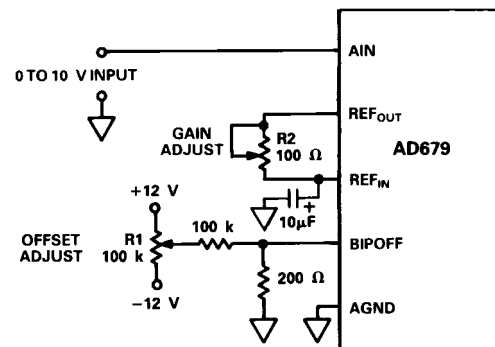 AIN
0 TO 10 V INPUT
REFOUT
GAIN
ADJUST
R2
100 Ω
AD679
REFIN
+
10µF
+12 V
OFFSET
ADJUST
R1
100 k
100 k
BIPOFF
200 Ω
−12 V
AGND